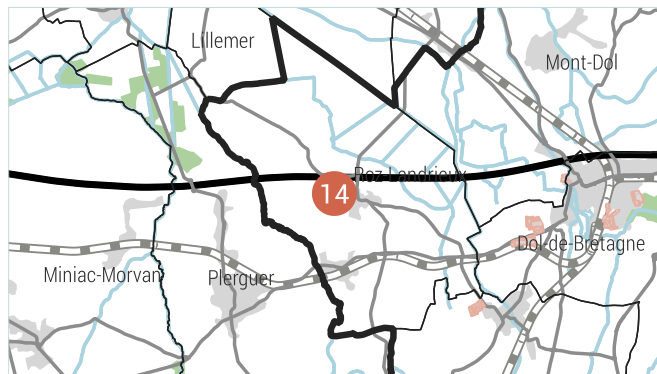 Lillemer
Mont-Dol
Roz-Landrieux
14
Dol-de-Bretagne
Miniac-Morvan
Plerguer